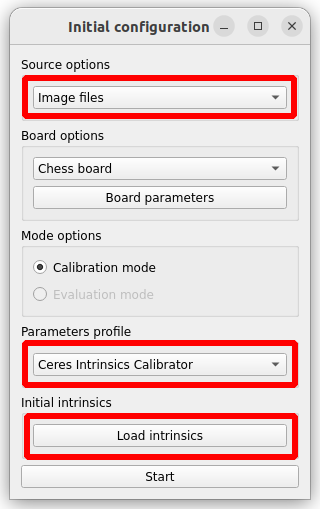 Initial configuration
Source options
Image files
Board options
Chess board
Board parameters
Mode options
Calibration mode
Evaluation mode
Parameters profile
Ceres Intrinsics Calibrator
Initial intrinsics
Load intrinsics
Start